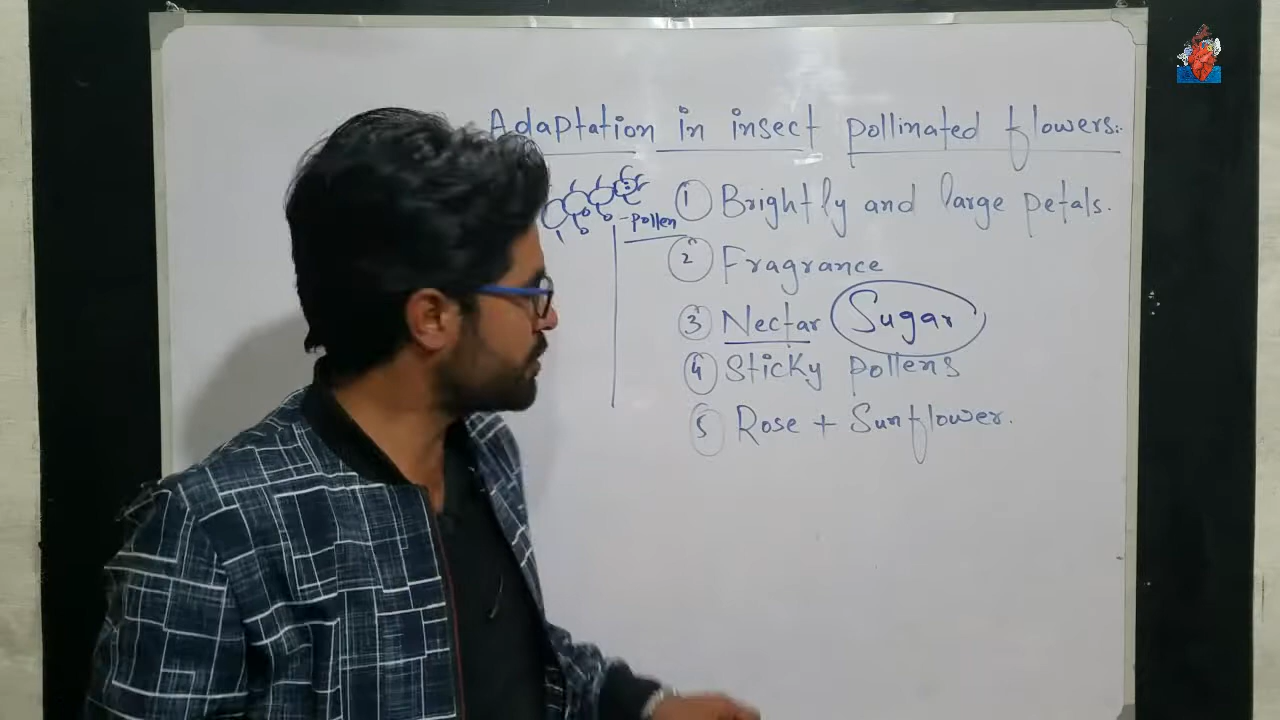 Adaptation in insect pollinated flowers:-
① Brightly and large petals.
- pollen
② Fragrance
③ Nectar Sugar
④ Sticky pollens
⑤ Rose + Sunflower.